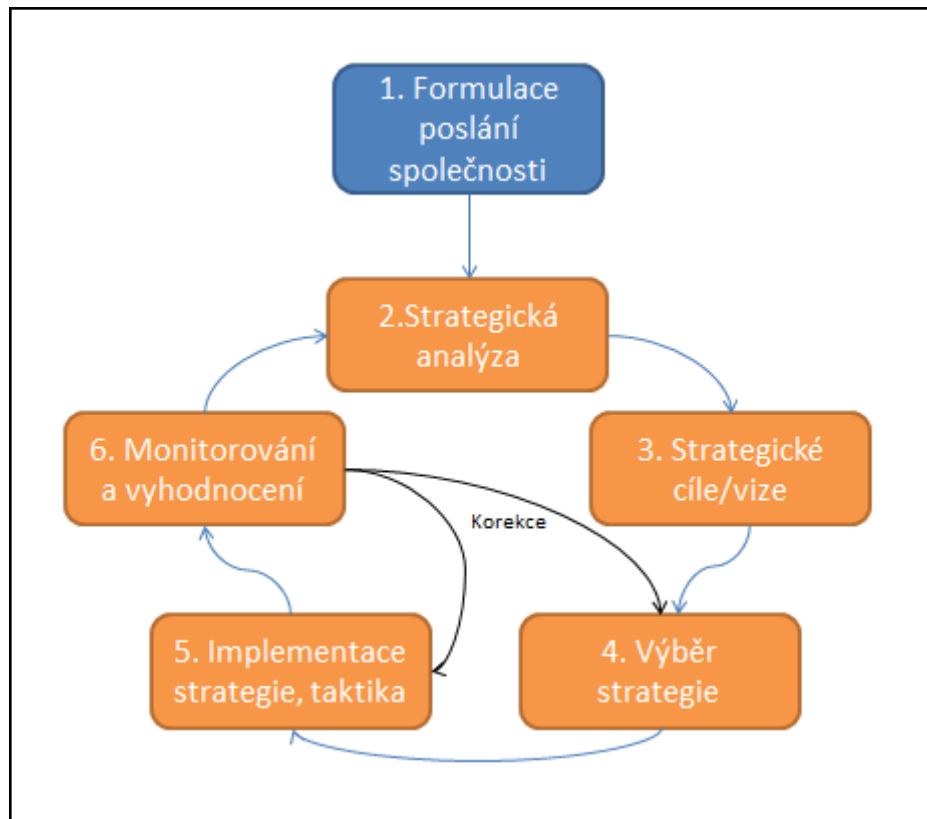 1. Formulace
poslání
společnosti
2.Strategická
analýza
6. Monitorování
a vyhodnocení
3. Strategické
cíle/vize
Korekce
5. Implementace
strategie, taktika
4. Výběr
strategie